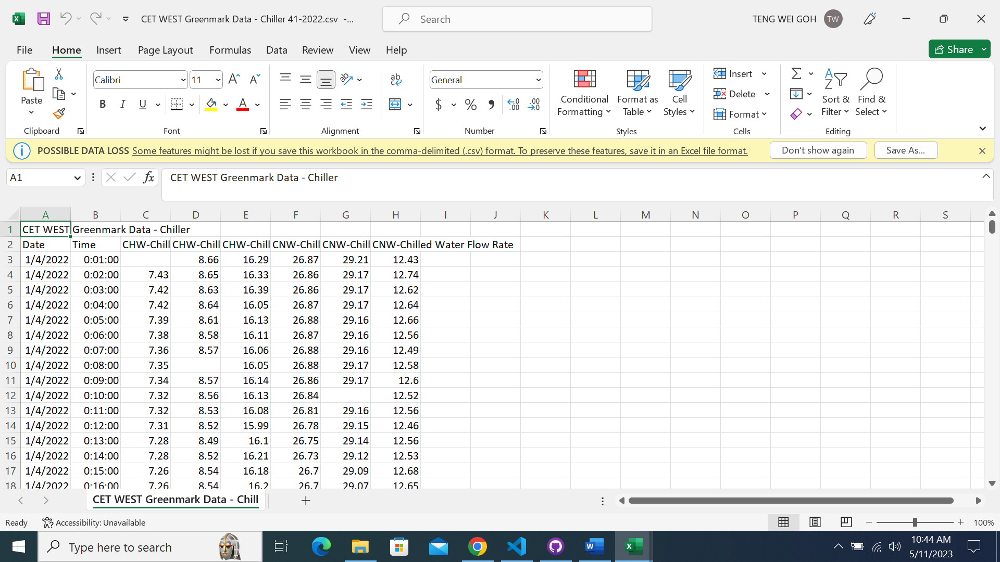 CET WEST Greenmark Data - Chiller 41-2022.csv -...
Search
TENG WEI GOH
TW
File Home Insert Page Layout Formulas Data Review View Help
Share
Paste
Clipboard
Calibri 11
B I U
Font
Alignment
General
$ %
Number
Conditional Formatting
Format as Table
Cell Styles
Styles
Insert
Delete
Format
Cells
Sort & Filter
Find & Select
Editing
POSSIBLE DATA LOSS Some features might be lost if you save this workbook in the comma-delimited (.csv) format. To preserve these features, save it in an Excel file format. Don't show again Save As...
A1 fx CET WEST Greenmark Data - Chiller
A B C D E F G H I J K L M N O P Q R S
1 CET WEST Greenmark Data - Chiller
2 Date Time CHW-Chill CHW-Chill CHW-Chill CNW-Chill CNW-Chill CNW-Chilled Water Flow Rate
3 1/4/2022 0:01:00 8.66 16.29 26.87 29.21 12.43
4 1/4/2022 0:02:00 7.43 8.65 16.33 26.86 29.17 12.74
5 1/4/2022 0:03:00 7.42 8.63 16.39 26.86 29.17 12.62
6 1/4/2022 0:04:00 7.42 8.64 16.05 26.87 29.17 12.64
7 1/4/2022 0:05:00 7.39 8.61 16.13 26.88 29.16 12.66
8 1/4/2022 0:06:00 7.38 8.58 16.11 26.87 29.16 12.56
9 1/4/2022 0:07:00 7.36 8.57 16.06 26.88 29.16 12.49
10 1/4/2022 0:08:00 7.35 16.05 26.88 29.17 12.58
11 1/4/2022 0:09:00 7.34 8.57 16.14 26.86 29.17 12.6
12 1/4/2022 0:10:00 7.32 8.56 16.13 26.84 12.52
13 1/4/2022 0:11:00 7.32 8.53 16.08 26.81 29.16 12.56
14 1/4/2022 0:12:00 7.31 8.52 15.99 26.78 29.15 12.46
15 1/4/2022 0:13:00 7.28 8.49 16.1 26.75 29.14 12.56
16 1/4/2022 0:14:00 7.28 8.52 16.21 26.73 29.12 12.53
17 1/4/2022 0:15:00 7.26 8.54 16.18 26.7 29.09 12.68
18 1/4/2022 0:16:00 7.26 8.54 16.2 26.7 29.07 12.65
CET WEST Greenmark Data - Chill
Ready Accessibility: Unavailable 100%
Type here to search
10:44 AM
5/11/2023